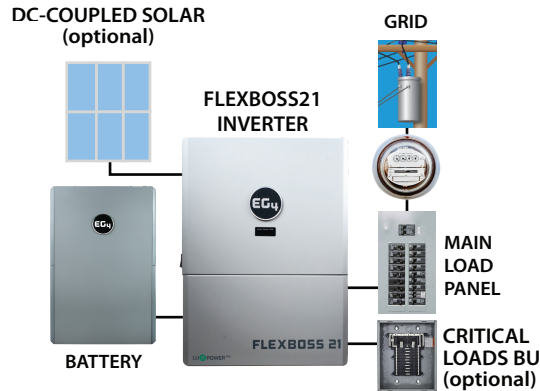 DC-COUPLED SOLAR
(optional)
GRID
FLEXBOSS21
INVERTER
EG4
EG4
MAIN
LOAD
PANEL
FLEXBOSS 21
BATTERY
CRITICAL
LOADS BU
(optional)